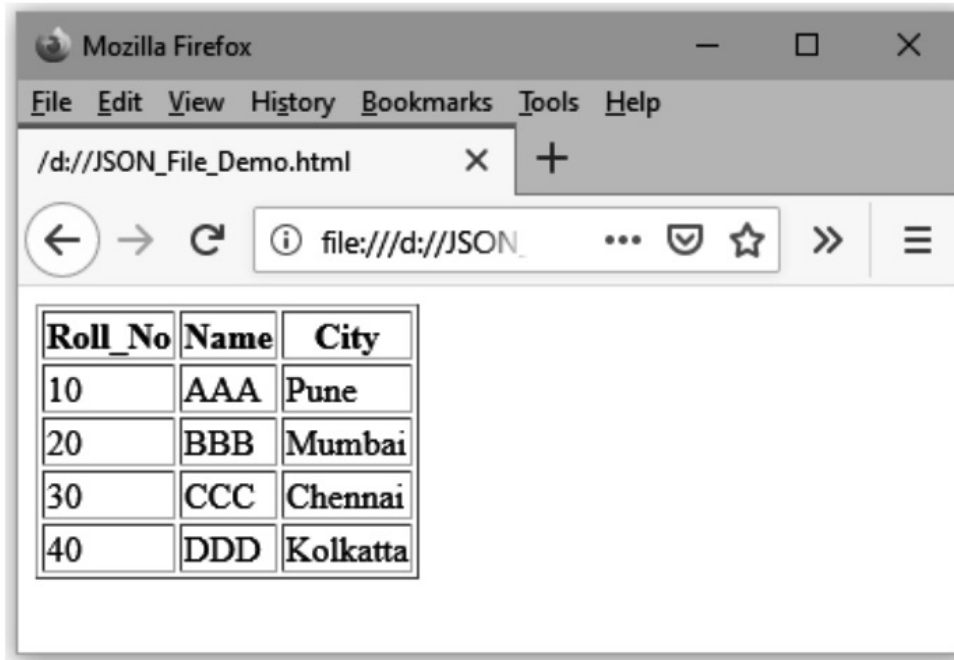 Mozilla Firefox
File Edit View History Bookmarks Tools Help
/d://JSON_File_Demo.html
file:///d://JSON_
Roll_No Name City
10 AAA Pune
20 BBB Mumbai
30 CCC Chennai
40 DDD Kolkatta